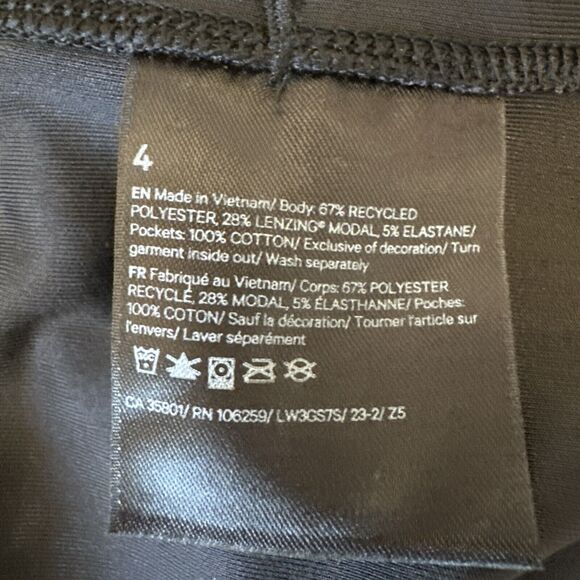 4
EN Made in Vietnam/ Body: 67% RECYCLED
POLYESTER, 28% LENZING® MODAL, 5% ELASTANE/
Pockets: 100% COTTON/ Exclusive of decoration/ Turn
garment inside out/ Wash separately
FR Fabriqué au Vietnam/ Corps: 67% POLYESTER
RECYCLÉ, 28% MODAL, 5% ÉLASTHANNE/ Poches:
100% COTON/ Sauf la décoration/ Tourner l'article sur
l'envers/ Laver séparément
CA 35801/ RN 106259/ LW3GS7S/ 23-2/ Z5